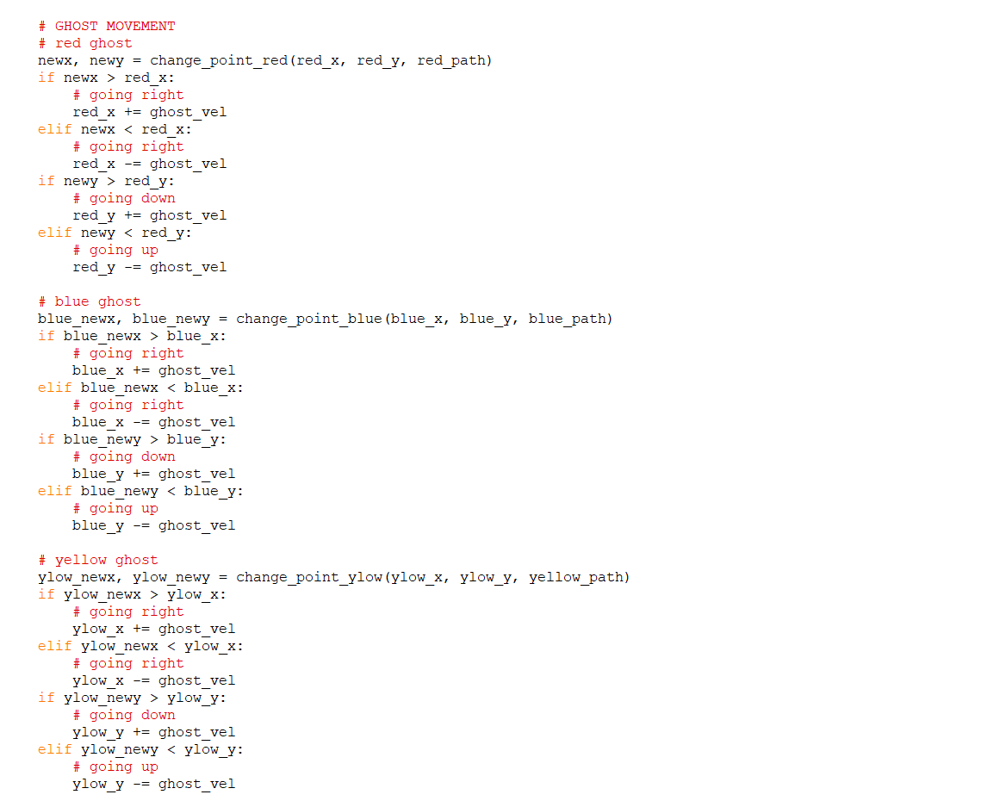 # GHOST MOVEMENT
# red ghost
newx, newy = change_point_red(red_x, red_y, red_path)
if newx > red_x:
    # going right
    red_x += ghost_vel
elif newx < red_x:
    # going right
    red_x -= ghost_vel
if newy > red_y:
    # going down
    red_y += ghost_vel
elif newy < red_y:
    # going up
    red_y -= ghost_vel

# blue ghost
blue_newx, blue_newy = change_point_blue(blue_x, blue_y, blue_path)
if blue_newx > blue_x:
    # going right
    blue_x += ghost_vel
elif blue_newx < blue_x:
    # going right
    blue_x -= ghost_vel
if blue_newy > blue_y:
    # going down
    blue_y += ghost_vel
elif blue_newy < blue_y:
    # going up
    blue_y -= ghost_vel

# yellow ghost
ylow_newx, ylow_newy = change_point_ylow(ylow_x, ylow_y, yellow_path)
if ylow_newx > ylow_x:
    # going right
    ylow_x += ghost_vel
elif ylow_newx < ylow_x:
    # going right
    ylow_x -= ghost_vel
if ylow_newy > ylow_y:
    # going down
    ylow_y += ghost_vel
elif ylow_newy < ylow_y:
    # going up
    ylow_y -= ghost_vel